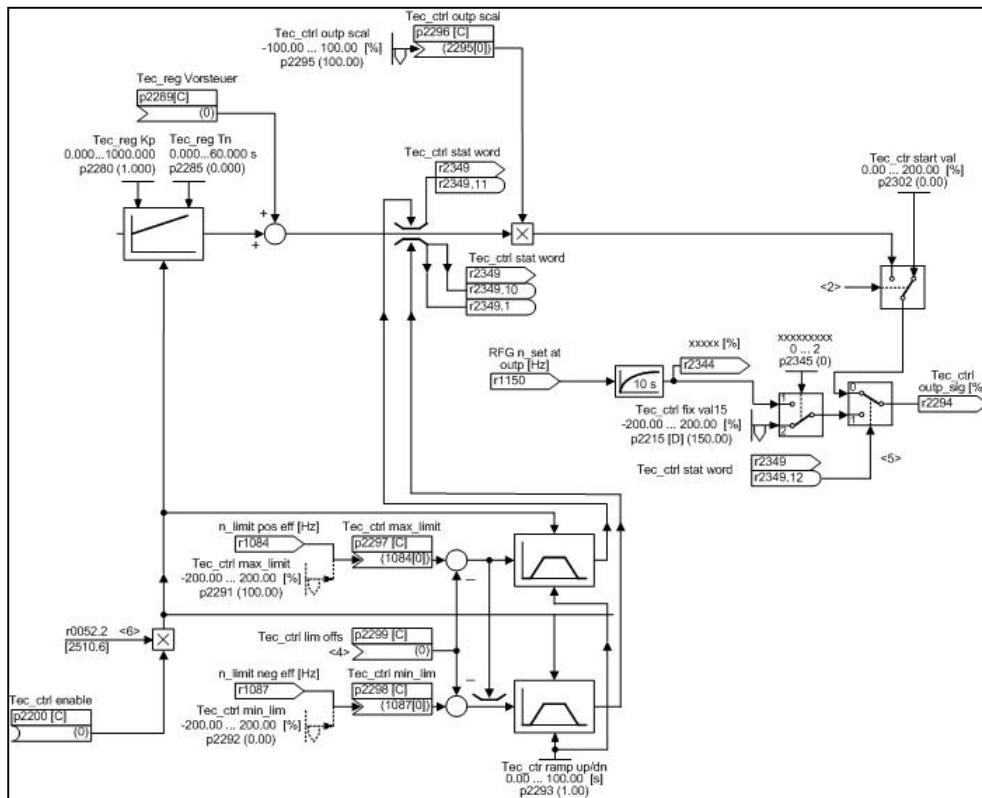 Tec_ctrl outp scal
p2296 [C]
(2295[0])
Tec_ctrl outp scal
-100.00 ... 100.00 [%]
p2295 (100.00)
Tec_reg Vorsteuer
p2289[C]
(0)
Tec_reg Kp
0.000...1000.000
p2280 (1.000)
Tec_reg Tn
0.000...60.000 s
p2285 (0.000)
+
+
Tec_ctrl stat word
r2349
r2349.11
X
Tec_ctr start val
0.00 ... 200.00 [%]
p2302 (0.00)
Tec_ctrl stat word
r2349
r2349.10
r2349.1
<2>
RFG n_set at
outp [Hz]
r1150
10 s
xxxxx [%]
r2344
xxxxxxxxx
0 ... 2
p2345 (0)
1
2
Tec_ctrl fix val15
-200.00 ... 200.00 [%]
p2215 [D] (150.00)
0
1
Tec_ctrl
outp_sig [%
r2294
Tec_ctrl stat word
r2349
r2349.12
<5>
n_limit pos eff [Hz]
r1084
Tec_ctrl max_limit
p2297 [C]
(1084[0])
Tec_ctrl max_limit
-200.00 ... 200.00 [%]
p2291 (100.00)
–
r0052.2
<6>
[2510.6]
X
Tec_ctrl lim offs
<4>
p2299 [C]
(0)
n_limit neg eff [Hz]
r1087
Tec_ctrl min_lim
p2298 [C]
(1087[0])
–
Tec_ctrl min_lim
-200.00 ... 200.00 [%]
p2292 (0.00)
Tec_ctrl enable
p2200 [C]
(0)
Tec_ctr ramp up/dn
0.00 ... 100.00 [s]
p2293 (1.00)